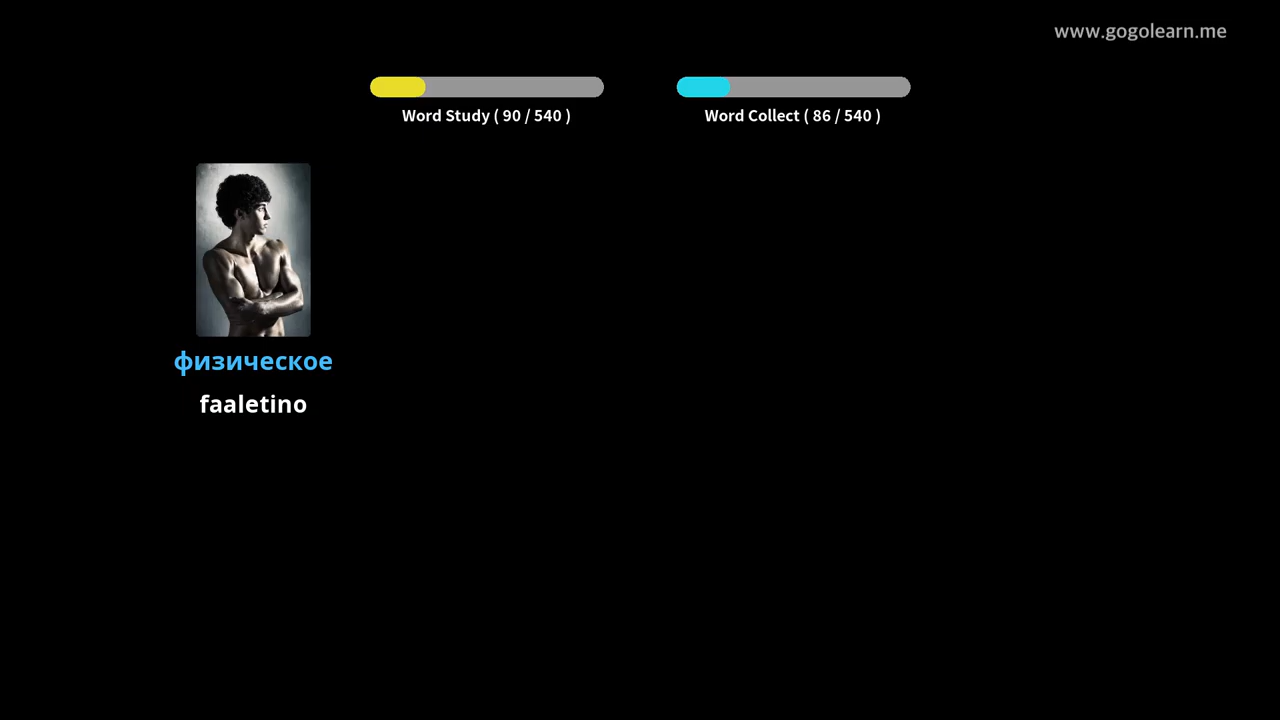 www.gogolearn.me
Word Study ( 90 / 540 )
Word Collect ( 86 / 540 )
физическое
faaletino